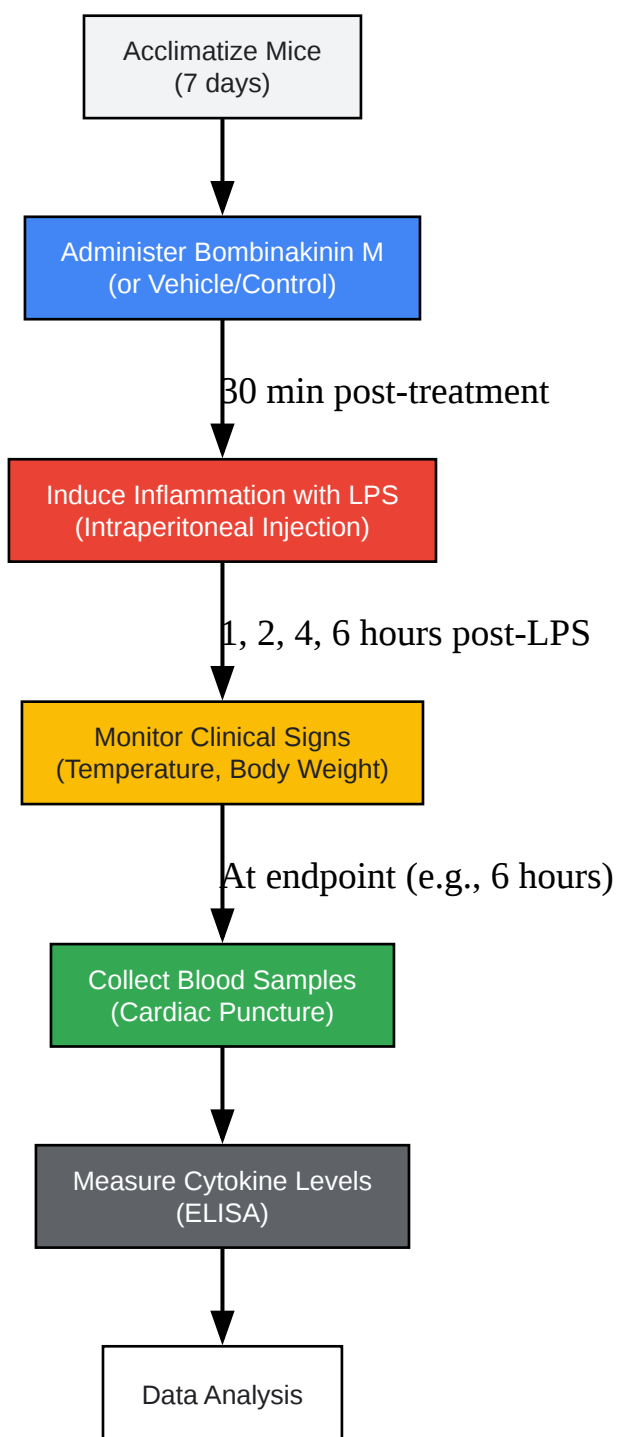 Acclimatize Mice
(7 days)
Administer Bombinakinin M
(or Vehicle/Control)
30 min post-treatment
Induce Inflammation with LPS
(Intraperitoneal Injection)
1, 2, 4, 6 hours post-LPS
Monitor Clinical Signs
(Temperature, Body Weight)
At endpoint (e.g., 6 hours)
Collect Blood Samples
(Cardiac Puncture)
Measure Cytokine Levels
(ELISA)
Data Analysis